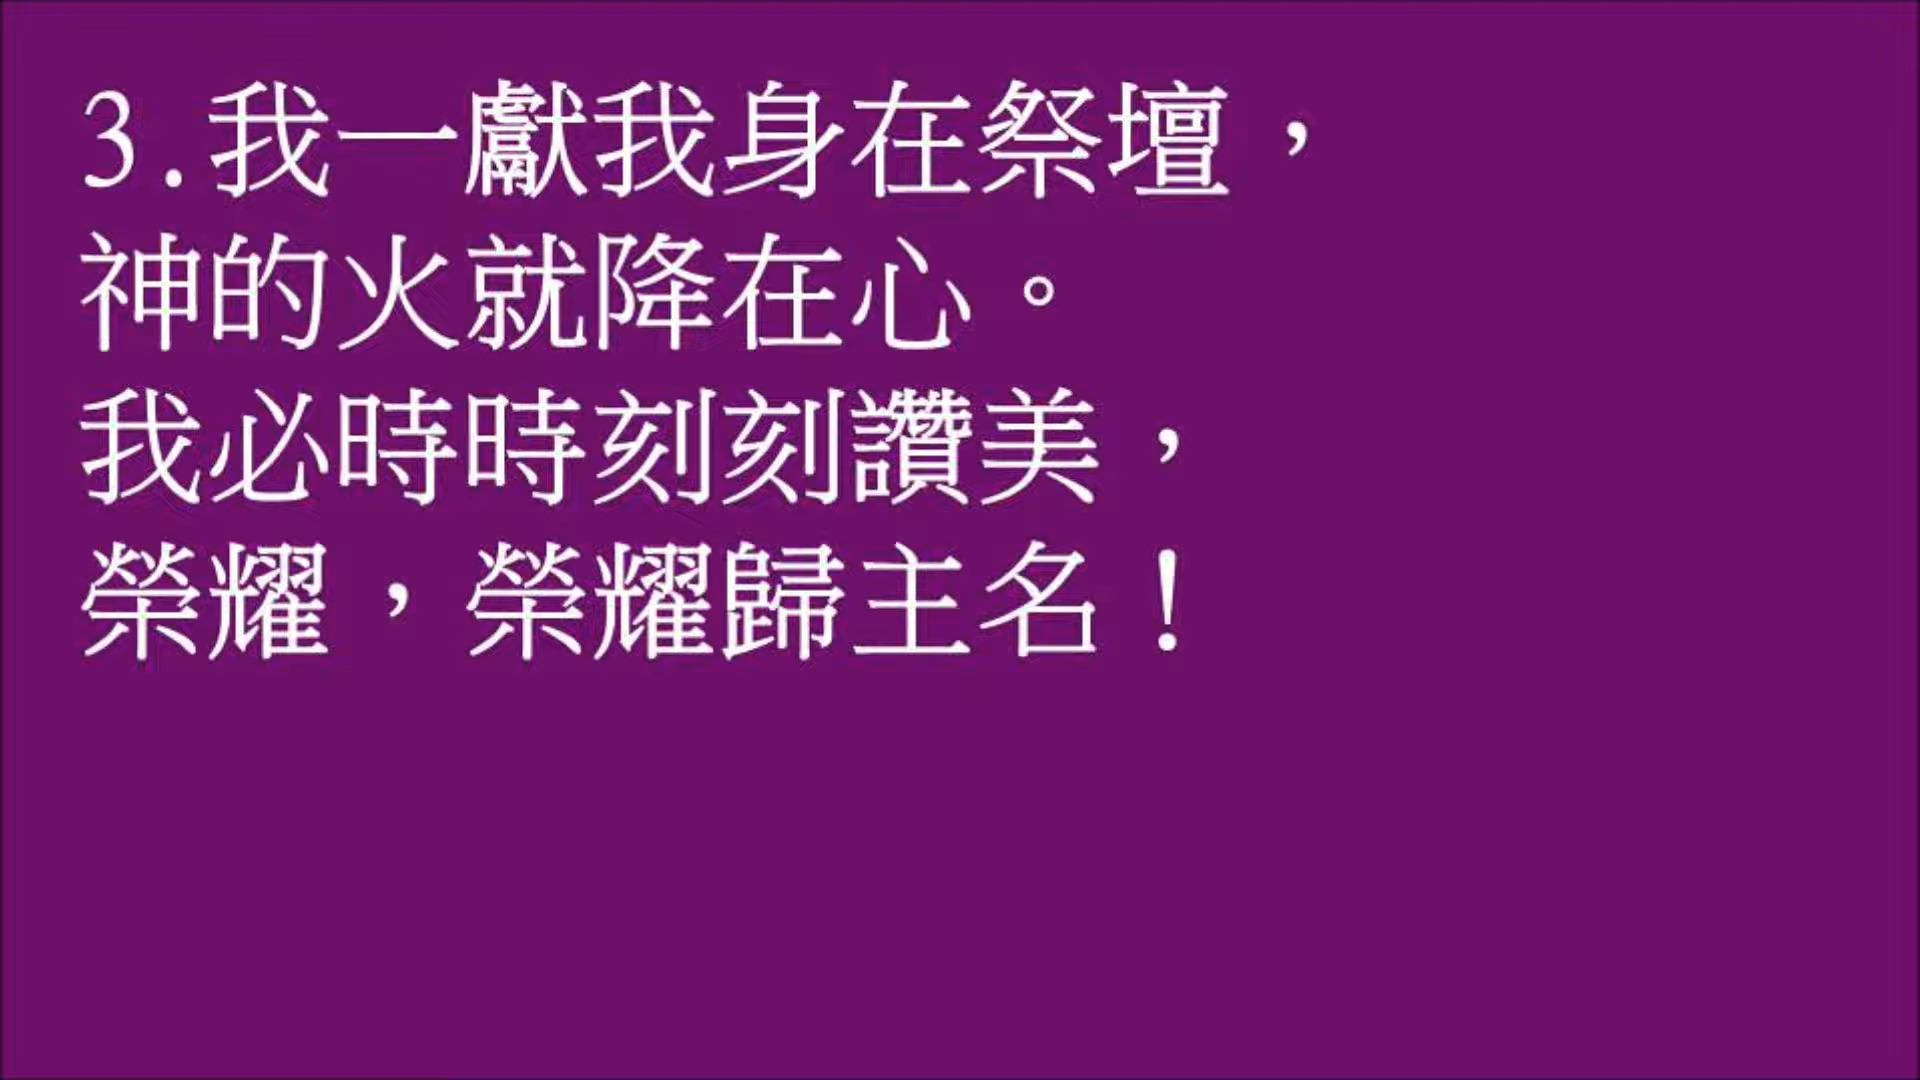 3.我一獻我身在祭壇，
神的火就降在心。
我必時時刻刻讚美，
榮耀，榮耀歸主名！